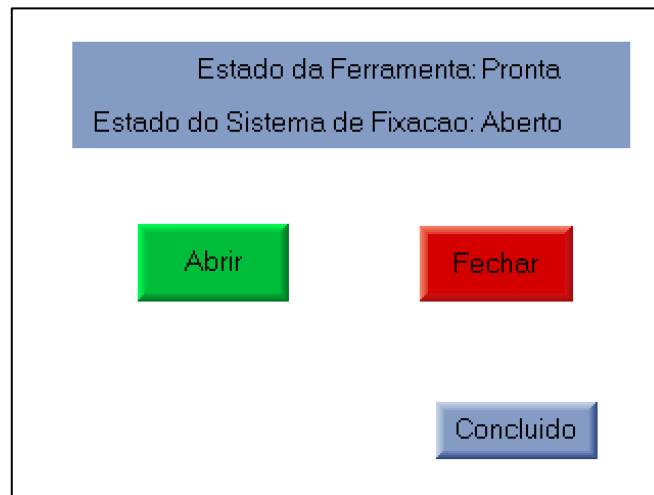 Estado da Ferramenta: Pronta
Estado do Sistema de Fixacao: Aberto
Abrir
Fechar
Concluido